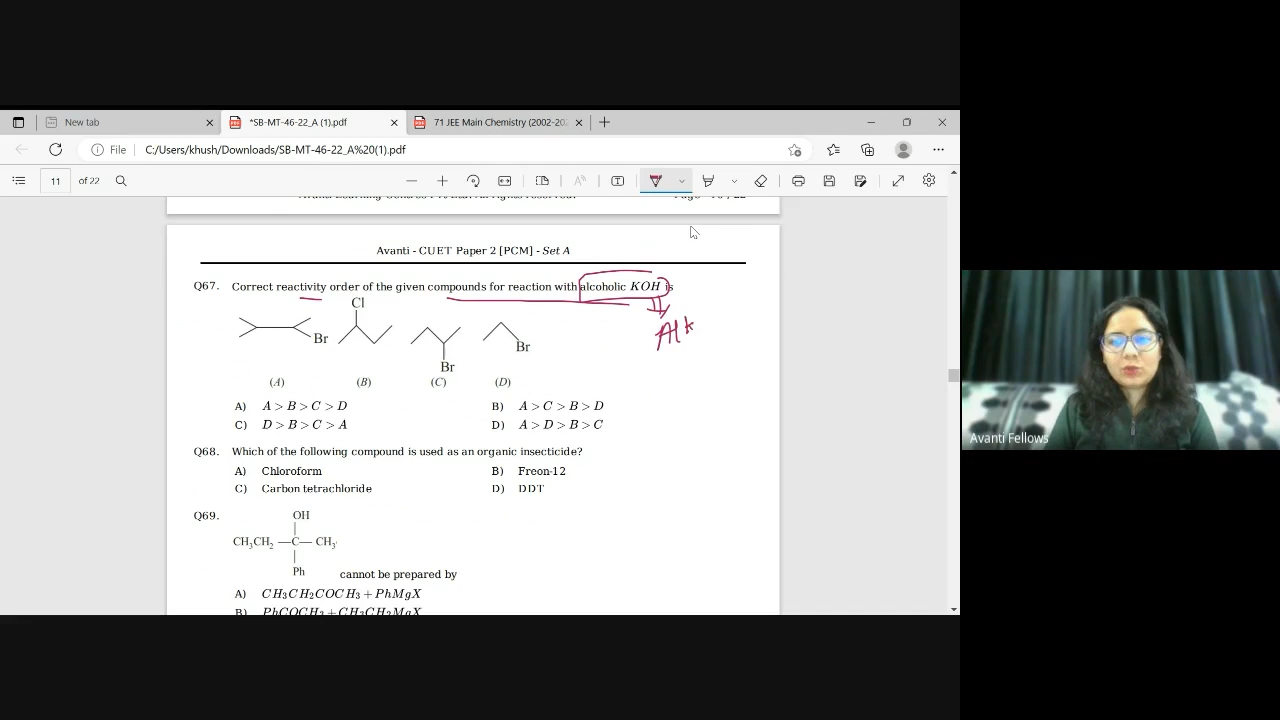 New tab
*SB-MT-46-22_A (1).pdf
71 JEE Main Chemistry (2002-202
File
C:/Users/khush/Downloads/SB-MT-46-22_A%20(1).pdf
11 of 22
Avanti - CUET Paper 2 [PCM] - Set A
Q67. Correct reactivity order of the given compounds for reaction with alcoholic KOH is
Cl
Br
Br
Br
(A) (B) (C) (D)
Alk
A) A > B > C > D B) A > C > B > D
C) D > B > C > A D) A > D > B > C
Q68. Which of the following compound is used as an organic insecticide?
A) Chloroform B) Freon-12
C) Carbon tetrachloride D) DDT
Q69. OH
CH3CH2 —C— CH3
Ph cannot be prepared by
A) CH3CH2COCH3 + PhMgX
B) PhCOCH3 + CH3CH2MgX
Avanti Fellows